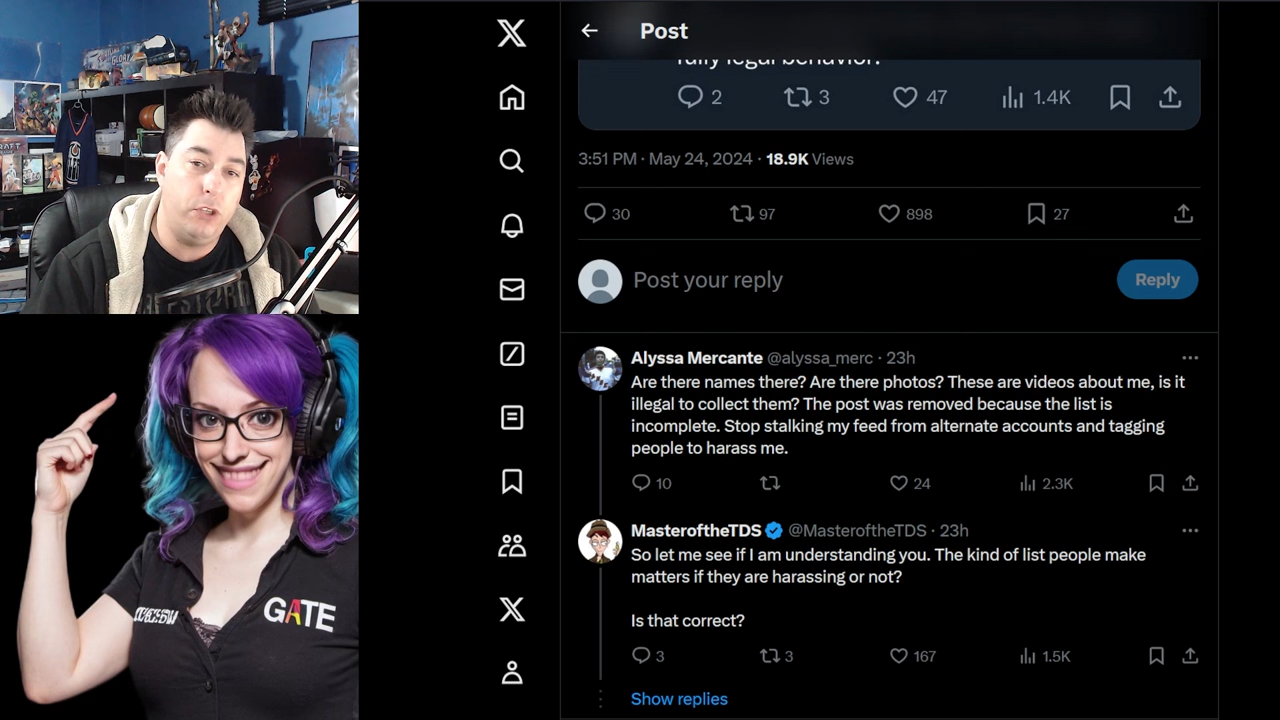 Post
fully legal behavior.
2 3 47 1.4K
3:51 PM · May 24, 2024 · 18.9K Views
30 97 898 27
Post your reply
Reply
Alyssa Mercante @alyssa_merc · 23h
Are there names there? Are there photos? These are videos about me, is it
illegal to collect them? The post was removed because the list is
incomplete. Stop stalking my feed from alternate accounts and tagging
people to harass me.
10 24 2.3K
MasteroftheTDS @MasteroftheTDS · 23h
So let me see if I am understanding you. The kind of list people make
matters if they are harassing or not?
Is that correct?
3 3 167 1.5K
Show replies
GATE